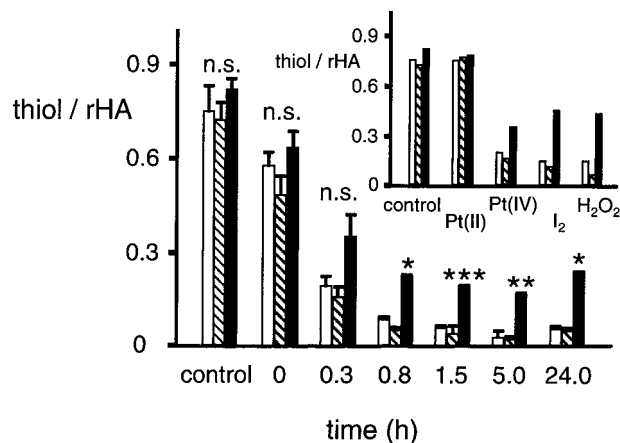 0.9
n.s.
thiol / rHA
0.6
n.s.
0.3
n.s.
0
* *** ** *
control 0 0.3 0.8 1.5 5.0 24.0
time (h)
0.9
thiol / rHA
0.6
0.3
0
control Pt(II) Pt(IV) I₂ H₂O₂